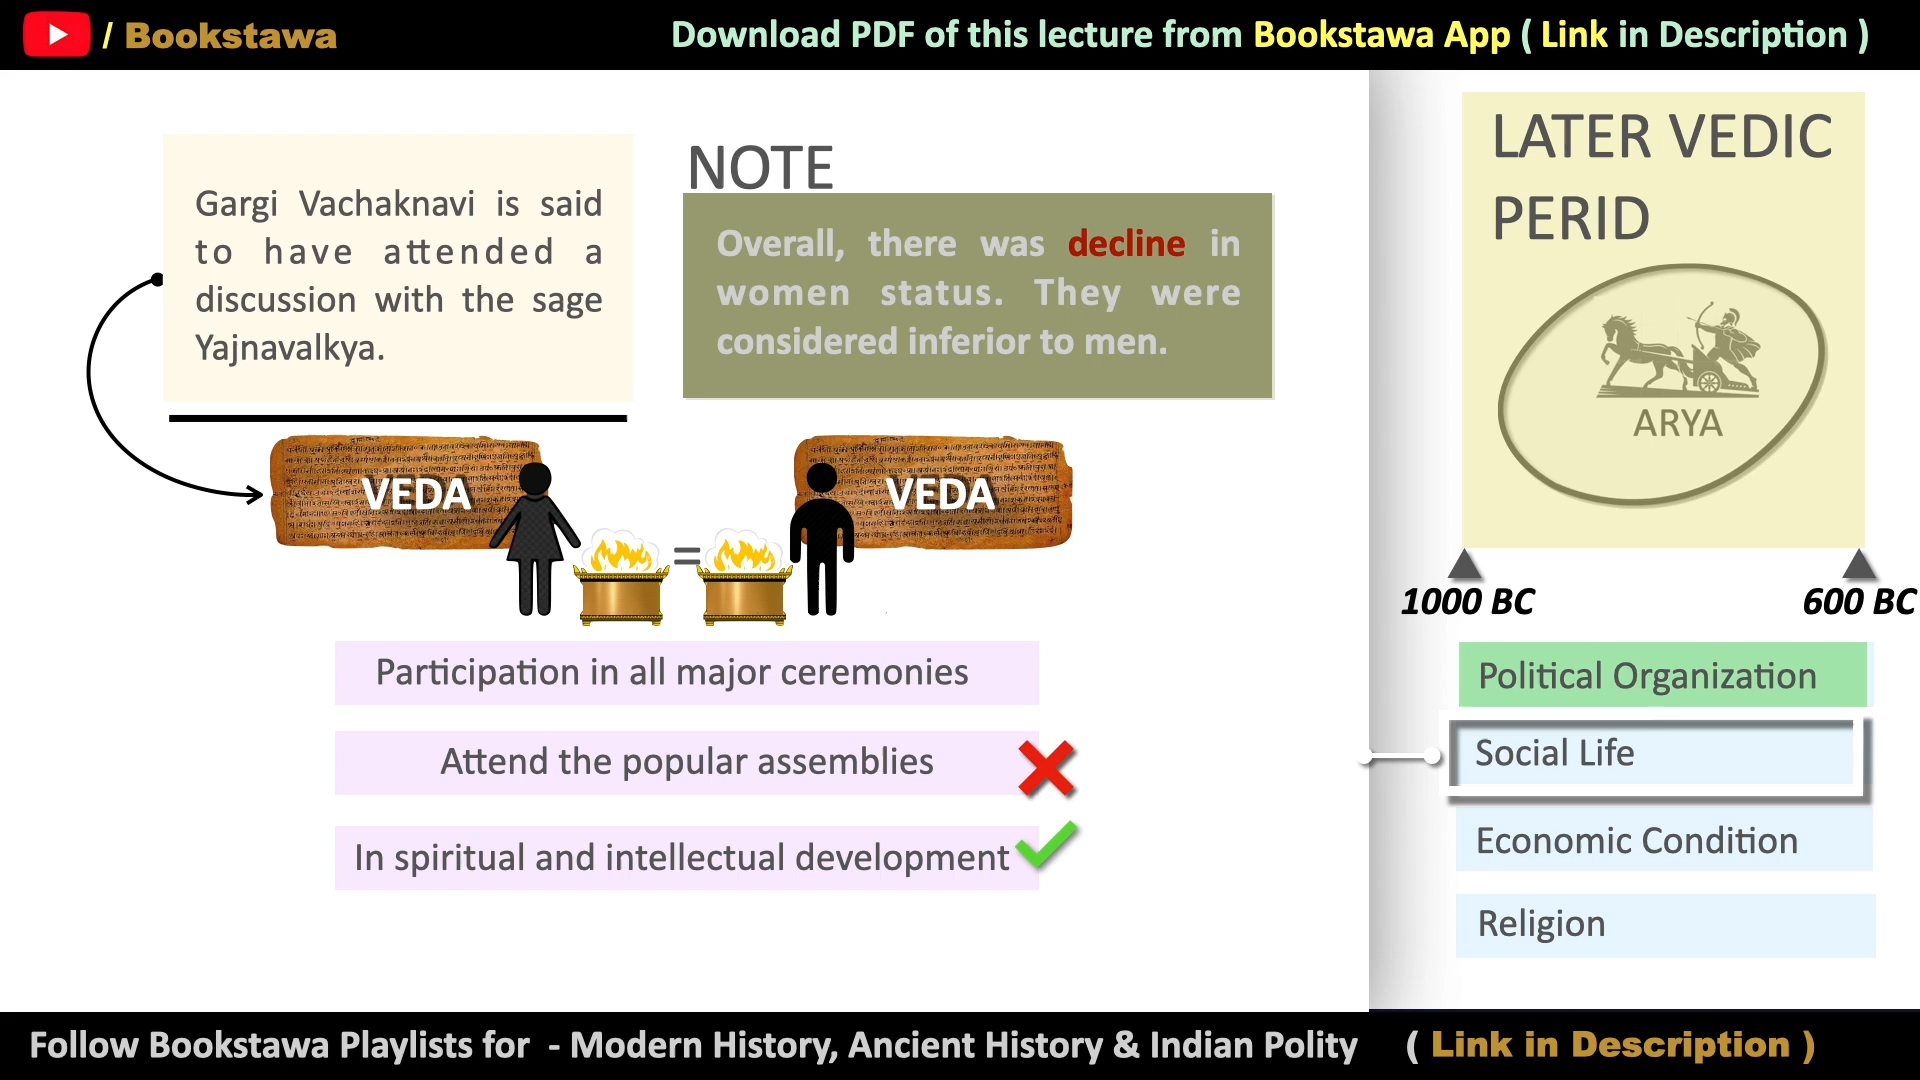 / Bookstawa
Download PDF of this lecture from Bookstawa App ( Link in Description )
Gargi Vachaknavi is said
to have attended a
discussion with the sage
Yajnavalkya.
NOTE
Overall, there was decline in
women status. They were
considered inferior to men.
VEDA
=
VEDA
Participation in all major ceremonies
Attend the popular assemblies
In spiritual and intellectual development
LATER VEDIC
PERID
ARYA
1000 BC
600 BC
Political Organization
Social Life
Economic Condition
Religion
Follow Bookstawa Playlists for - Modern History, Ancient History & Indian Polity ( Link in Description )